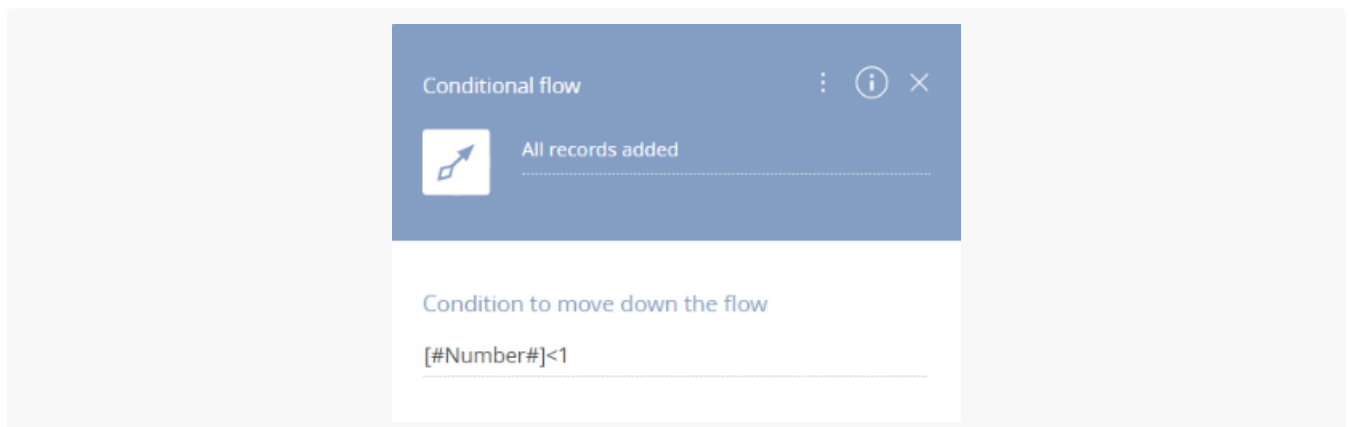 Conditional flow
All records added
Condition to move down the flow
[#Number#]<1